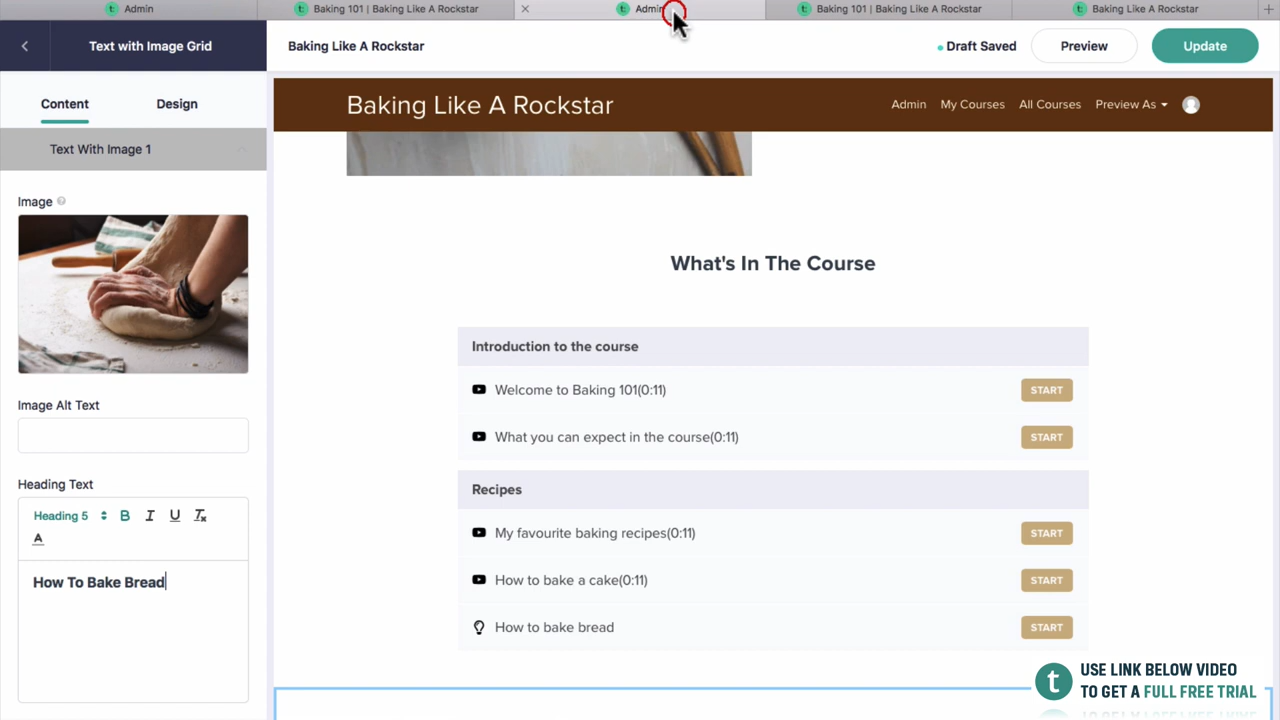 Admin
Baking 101 | Baking Like A Rockstar
Admin
Baking 101 | Baking Like A Rockstar
Baking Like A Rockstar
Text with Image Grid
Baking Like A Rockstar
Draft Saved
Preview
Update
Content
Design
Baking Like A Rockstar
Admin
My Courses
All Courses
Preview As
Text With Image 1
Image
What's In The Course
Introduction to the course
Welcome to Baking 101(0:11)
START
What you can expect in the course(0:11)
START
Image Alt Text
Heading Text
Heading 5
B I U Tx
A
How To Bake Bread
Recipes
My favourite baking recipes(0:11)
START
How to bake a cake(0:11)
START
How to bake bread
START
t
USE LINK BELOW VIDEO
TO GET A FULL FREE TRIAL